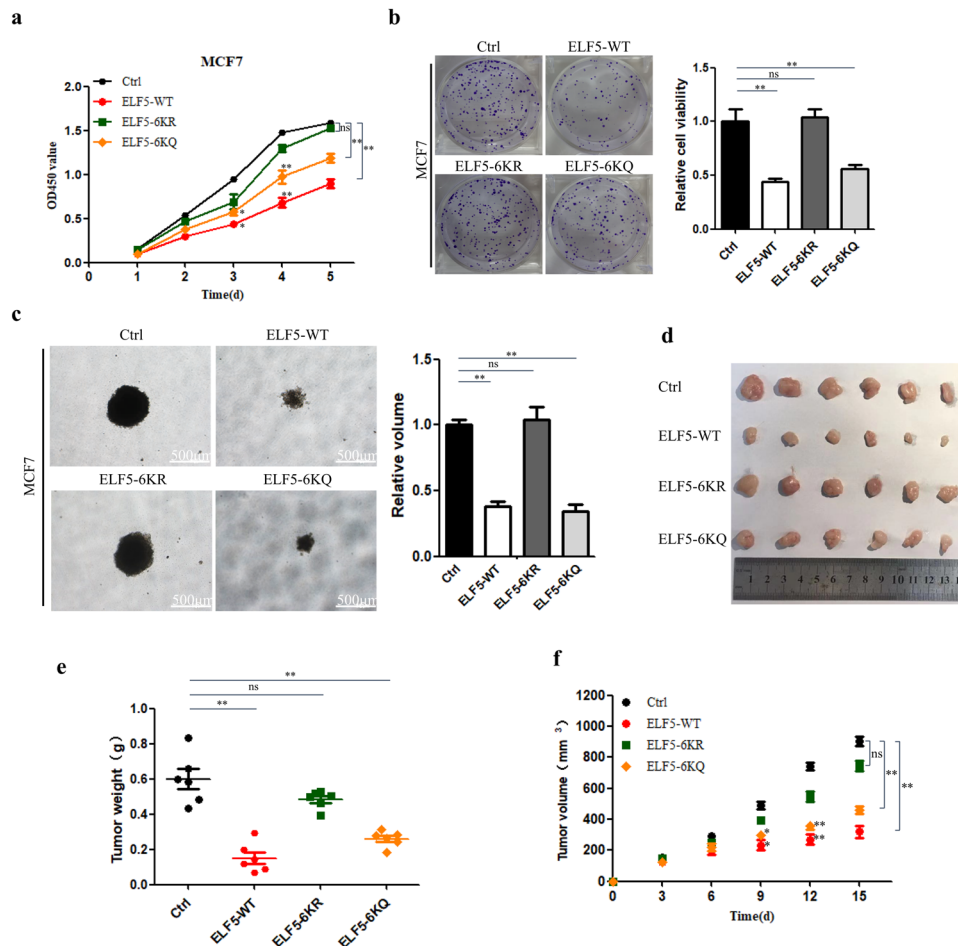 a
MCF7
Ctrl
ELF5-WT
ELF5-6KR
ELF5-6KQ
2.0
1.5
1.0
0.5
0.0
OD450 value
ns
**
**
**
**
*
*
0 1 2 3 4 5
Time(d)
b
Ctrl ELF5-WT
ELF5-6KR ELF5-6KQ
MCF7
Relative cell viability
1.5
1.0
0.5
0.0
**
ns
**
Ctrl ELF5-WT ELF5-6KR ELF5-6KQ
c
Ctrl ELF5-WT
500μm 500μm
ELF5-6KR ELF5-6KQ
500μm 500μm
MCF7
Relative volume
1.5
1.0
0.5
0.0
**
ns
**
Ctrl ELF5-WT ELF5-6KR ELF5-6KQ
d
Ctrl
ELF5-WT
ELF5-6KR
ELF5-6KQ
1 2 3 4 5 6 7 8 9 10 11 12 13 1
e
**
ns
**
Tumor weight (g)
1.0
0.8
0.6
0.4
0.2
0.0
Ctrl ELF5-WT ELF5-6KR ELF5-6KQ
f
Tumor volume (mm 3)
1200
1000
800
600
400
200
0
Ctrl
ELF5-WT
ELF5-6KR
ELF5-6KQ
ns
**
**
*
*
**
**
0 3 6 9 12 15
Time(d)